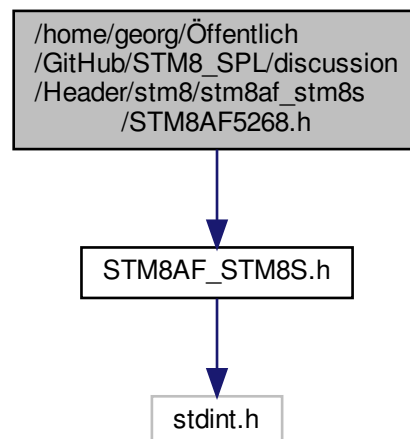 /home/georg/Öffentlich
/GitHub/STM8_SPL/discussion
/Header/stm8/stm8af_stm8s
/STM8AF5268.h
STM8AF_STM8S.h
stdint.h